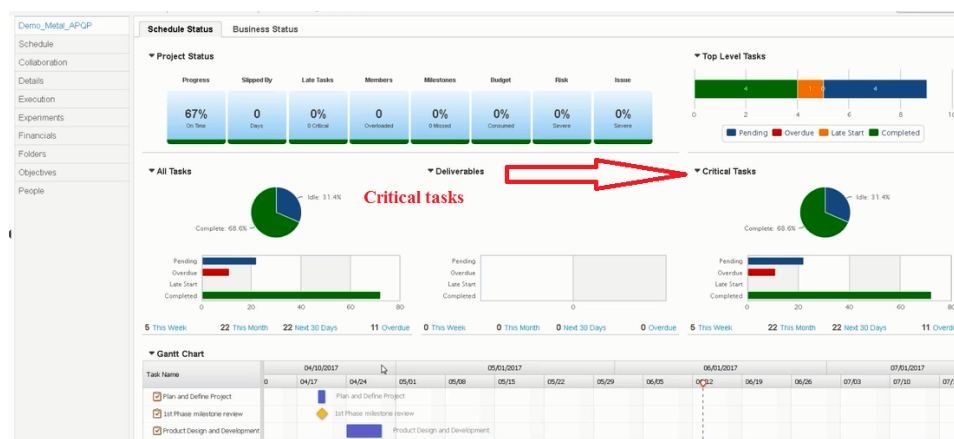 Demo_Metal_APQP
Schedule
Collaboration
Details
Execution
Experiments
Financials
Folders
Objectives
People
Schedule Status Business Status
Project Status
Progress Slipped By Late Tasks Members Milestones Budget Risk Issue
67% 0 0% 0 0% 0% 0% 0%
On Time Days 0 Critical Overloaded 0 Missed Consumed Severe Severe
Top Level Tasks
4 1 0 4
0 2 4 6 8 10
Pending Overdue Late Start Completed
All Tasks
Idle: 31.4%
Complete: 68.6%
Pending
Overdue
Late Start
Completed
0 20 40 60 80
5 This Week 22 This Month 22 Next 30 Days 11 Overdue
Deliverables
Critical tasks
Pending
Overdue
Late Start
Completed
0
0 This Week 0 This Month 0 Next 30 Days 0 Overdue
Critical Tasks
Idle: 31.4%
Complete: 68.6%
Pending
Overdue
Late Start
Completed
0 20 40 60 80
5 This Week 22 This Month 22 Next 30 Days 11
Gantt Chart
Task Name
04/10/2017 05/01/2017 06/01/2017 07/01/2017
04/17 04/24 05/01 05/08 05/15 05/22 05/29 06/05 06/12 06/19 06/26 07/03 07/10
Plan and Define Project Plan and Define Project
1st Phase milestone review 1st Phase milestone review
Product Design and Development Product Design and Development